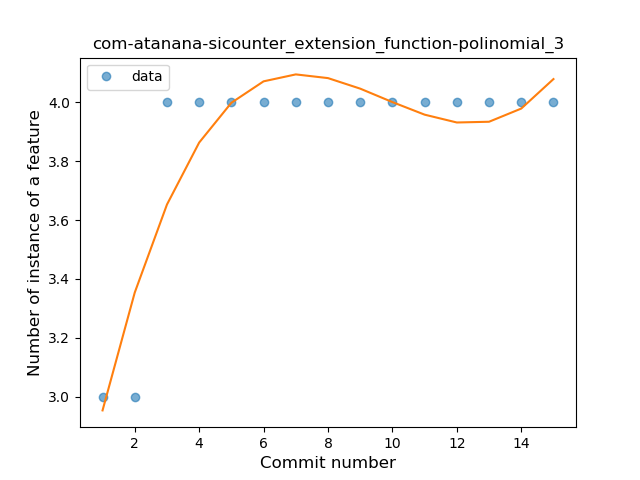 com-atanana-sicounter_extension_function-polinomial_3
data
Number of instance of a feature
4.0
3.8
3.6
3.4
3.2
3.0
2 4 6 8 10 12 14
Commit number